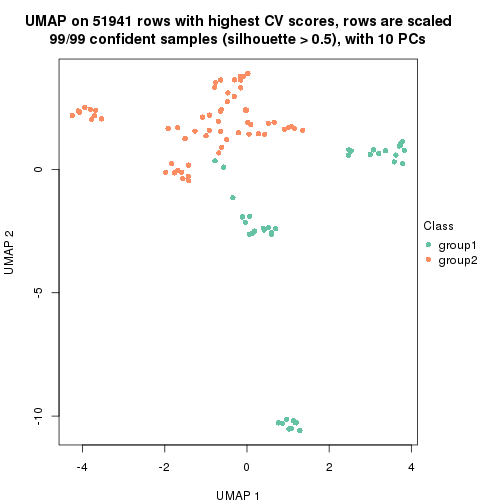 UMAP on 51941 rows with highest CV scores, rows are scaled
99/99 confident samples (silhouette > 0.5), with 10 PCs
0
-5
-10
UMAP 2
-4
-2
0
2
4
UMAP 1
Class
group1
group2